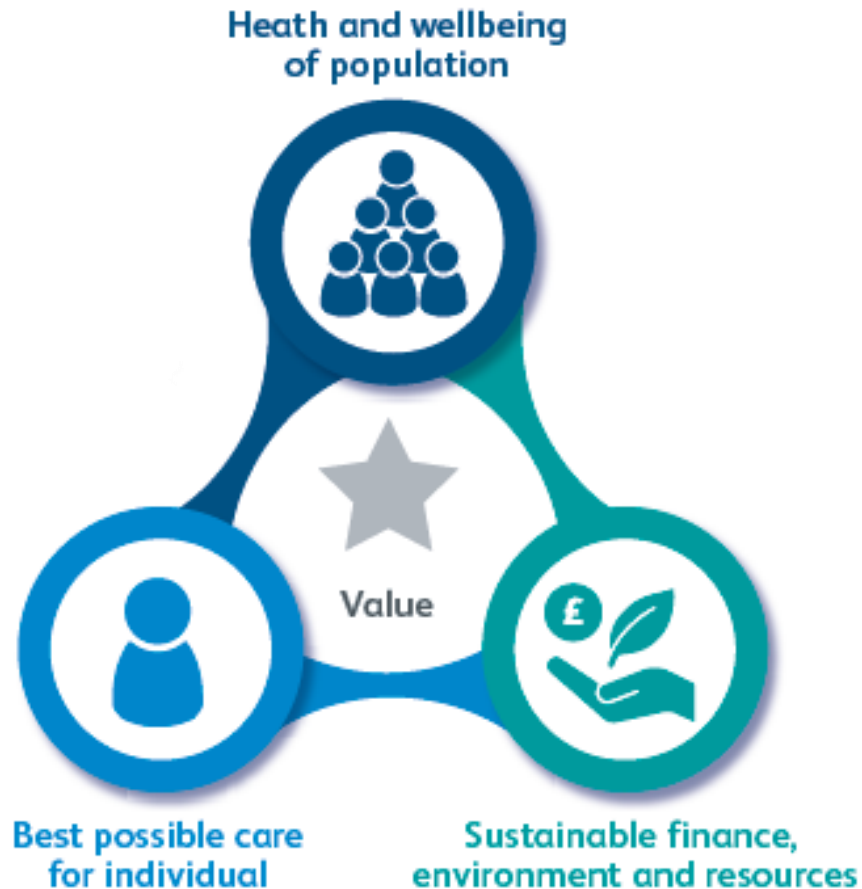 Heath and wellbeing
of population
Value
£
Best possible care
for individual
Sustainable finance,
environment and resources